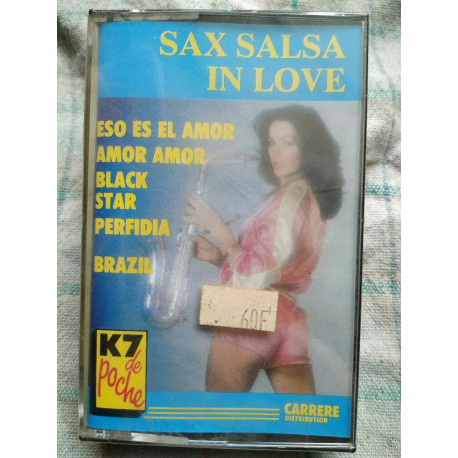 SAX SALSA
IN LOVE
ESO ES EL AMOR
AMOR AMOR
BLACK
STAR
PERFIDIA
BRAZIL
60F
K7
de
poche
CARRERE
DISTRIBUTION